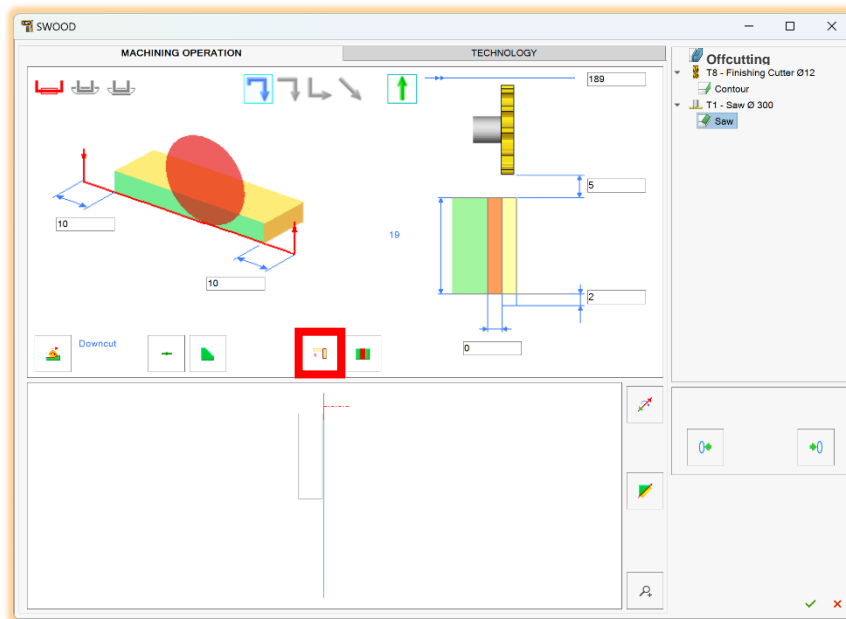 SWOOD
MACHINING OPERATION
TECHNOLOGY
189
10
10
19
5
2
0
Downcut
Offcutting
T8 - Finishing Cutter Ø12
Contour
T1 - Saw Ø 300
Saw